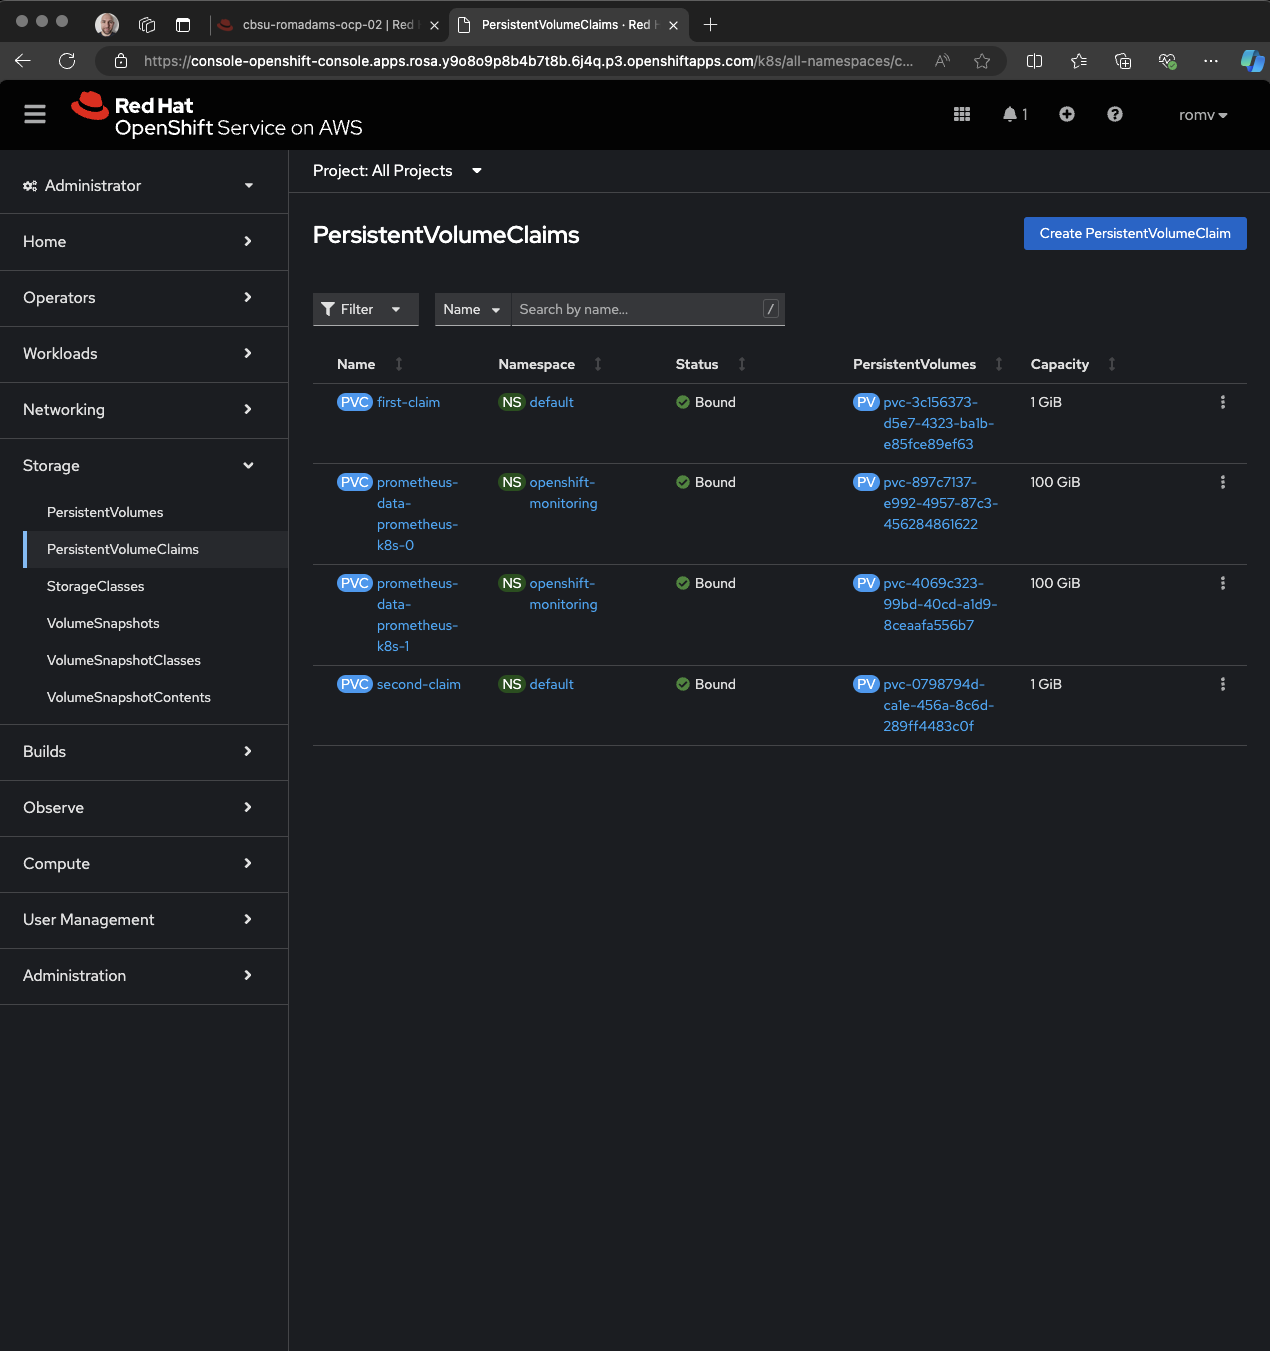 cbsu-romadams-ocp-02 | Red
PersistentVolumeClaims · Red H
https://console-openshift-console.apps.rosa.y9o8o9p8b4b7t8b.6j4q.p3.openshiftapps.com/k8s/all-namespaces/c...
Red Hat
OpenShift Service on AWS
1
romv
Administrator
Home
Operators
Workloads
Networking
Storage
PersistentVolumes
PersistentVolumeClaims
StorageClasses
VolumeSnapshots
VolumeSnapshotClasses
VolumeSnapshotContents
Builds
Observe
Compute
User Management
Administration
Project: All Projects
PersistentVolumeClaims
Create PersistentVolumeClaim
Filter
Name
Search by name...
/
Name Namespace Status PersistentVolumes Capacity
PVC first-claim NS default Bound PV pvc-3c156373- 1 GiB
d5e7-4323-ba1b-
e85fce89ef63
PVC prometheus- NS openshift- Bound PV pvc-897c7137- 100 GiB
data- monitoring e992-4957-87c3-
prometheus- 456284861622
k8s-0
PVC prometheus- NS openshift- Bound PV pvc-4069c323- 100 GiB
data- monitoring 99bd-40cd-a1d9-
prometheus- 8ceaafa556b7
k8s-1
PVC second-claim NS default Bound PV pvc-0798794d- 1 GiB
ca1e-456a-8c6d-
289ff4483c0f